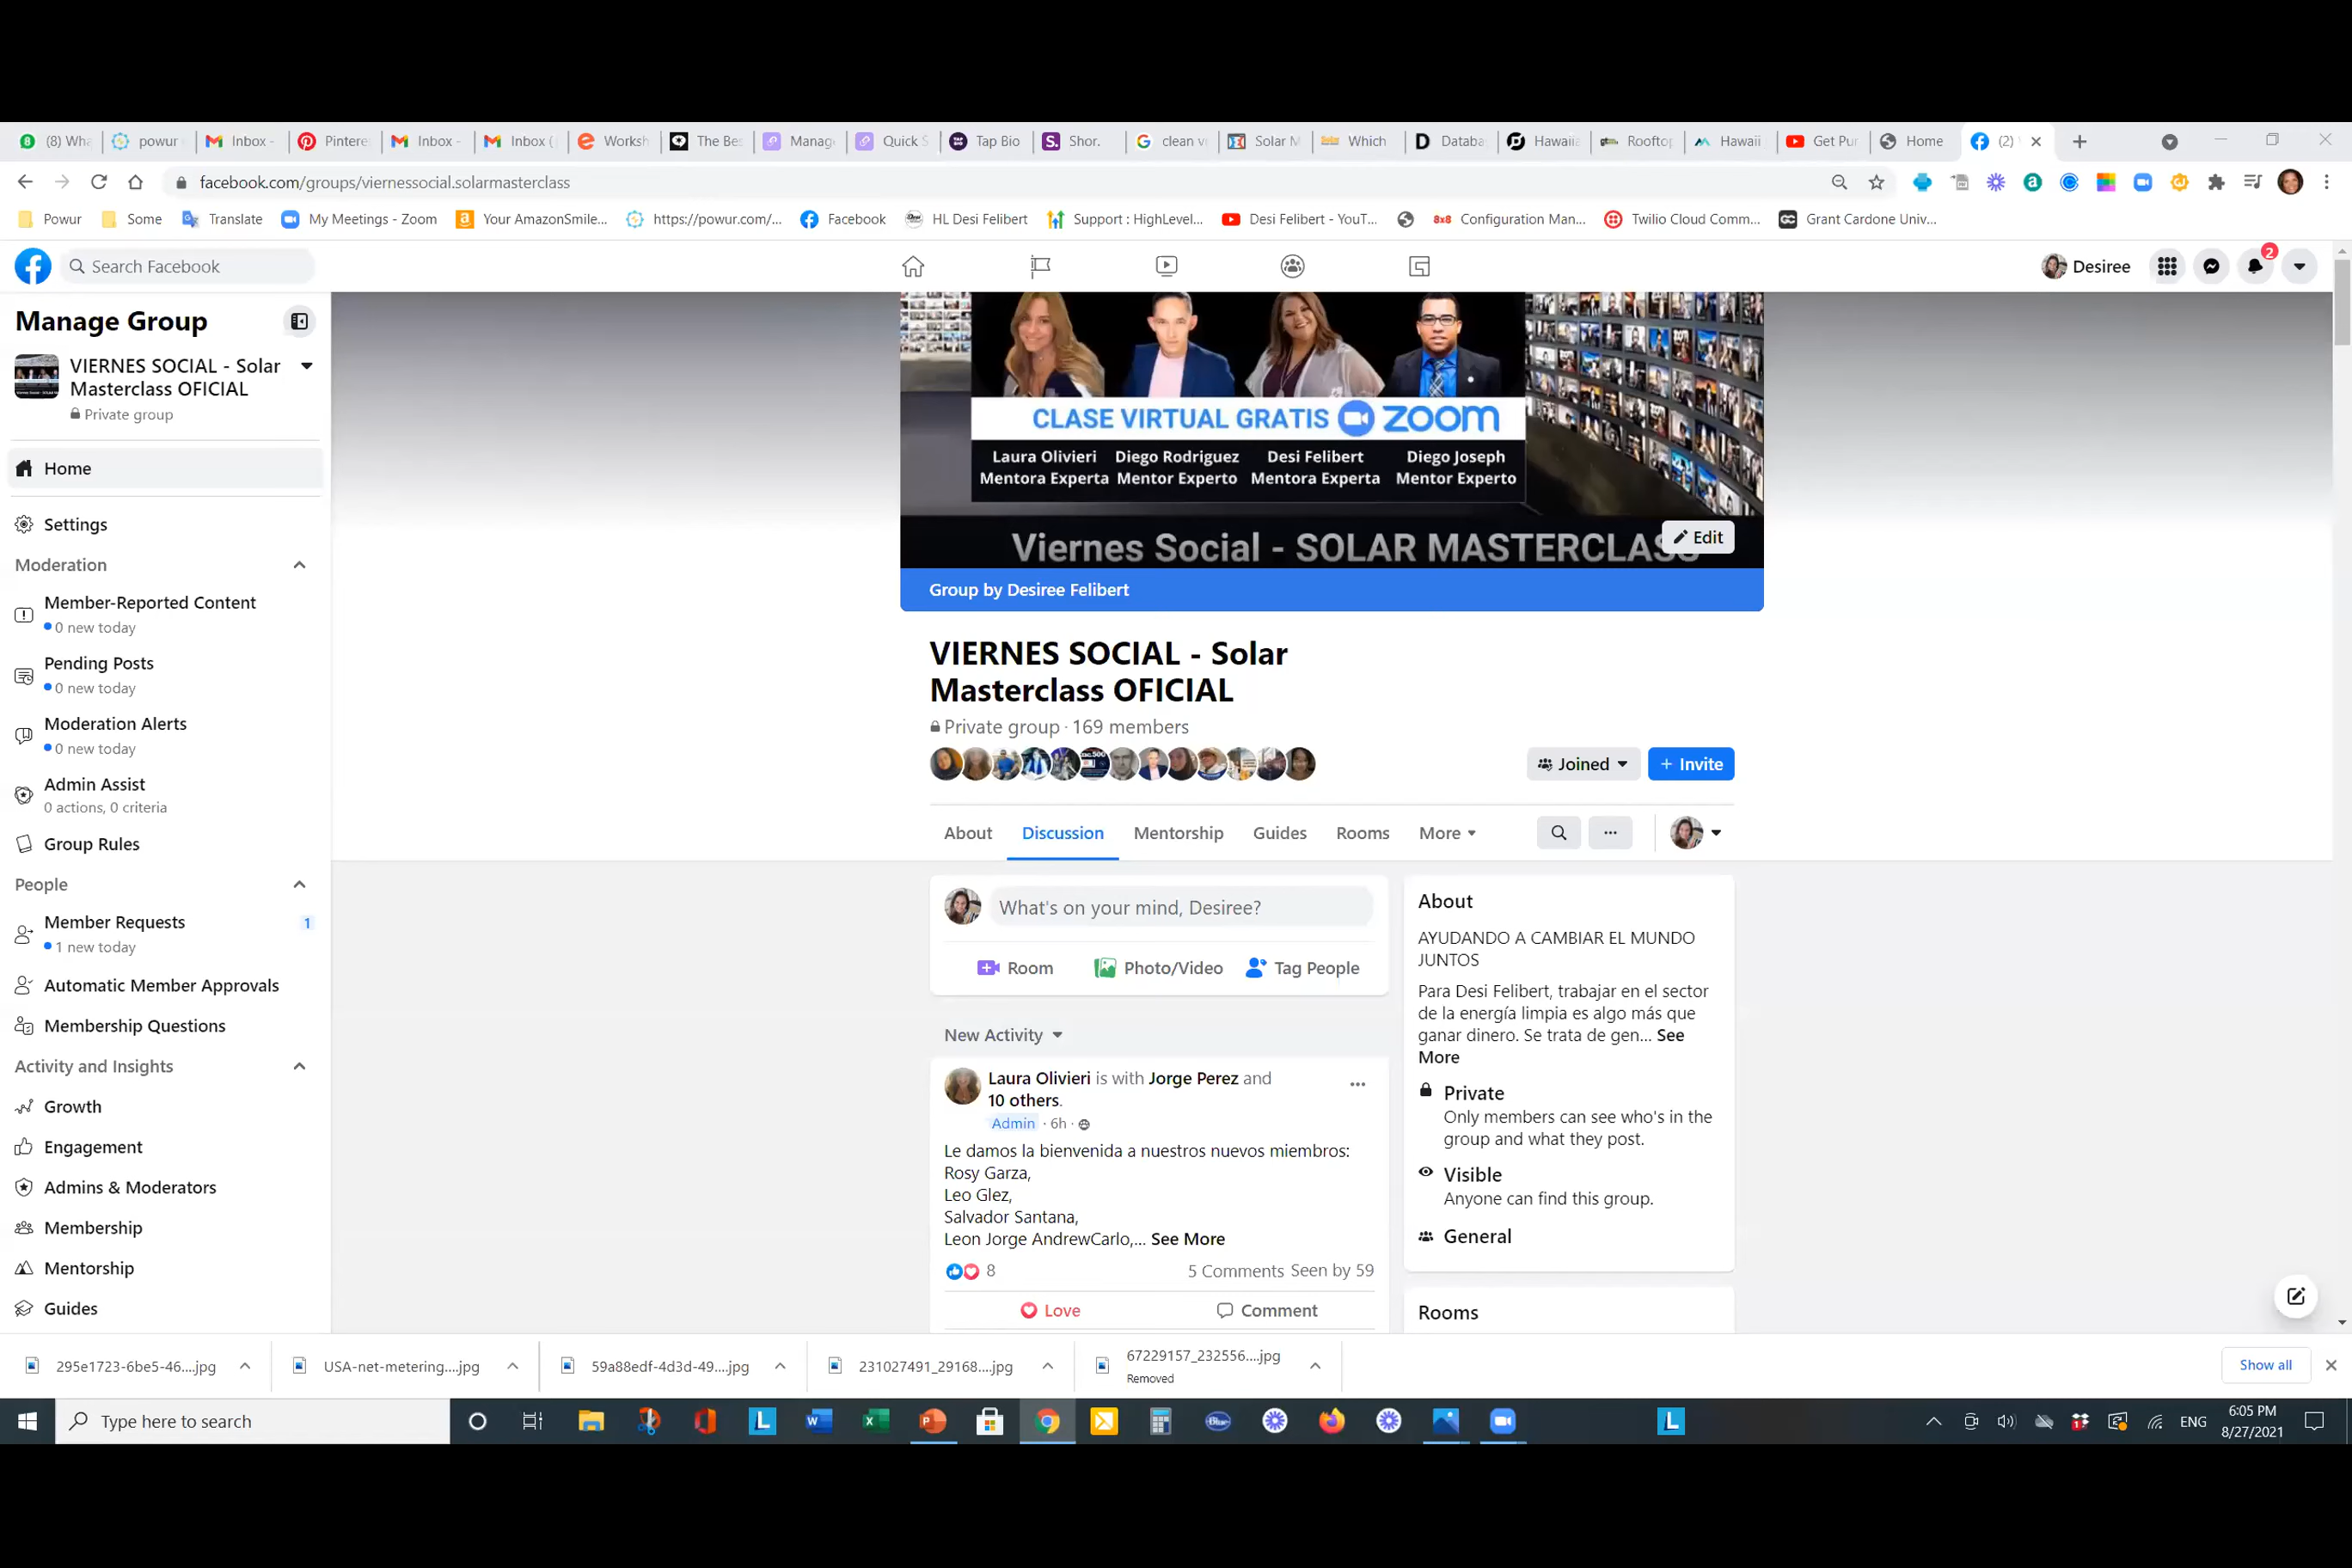 (8) Wha
powur
Inbox -
Pintere
Inbox -
Inbox (
Worksh
The Bes
Manage
Quick S
Tap Bio
Shor.
clean v
Solar M
Which
Databa
Hawaii
Rooftop
Hawaii
Get Pur
Home
(2)
facebook.com/groups/viernessocial.solarmasterclass
Powur
Some
Translate
My Meetings - Zoom
Your AmazonSmile...
https://powur.com/...
Facebook
HL Desi Felibert
Support : HighLevel...
Desi Felibert - YouT...
8x8
Configuration Man...
Twilio Cloud Comm...
GC
Grant Cardone Univ...
Search Facebook
Desiree
2
Manage Group
VIERNES SOCIAL - Solar
Masterclass OFICIAL
Private group
Home
Settings
Moderation
Member-Reported Content
0 new today
Pending Posts
0 new today
Moderation Alerts
0 new today
Admin Assist
0 actions, 0 criteria
Group Rules
People
Member Requests
1
1 new today
Automatic Member Approvals
Membership Questions
Activity and Insights
Growth
Engagement
Admins & Moderators
Membership
Mentorship
Guides
CLASE VIRTUAL GRATIS zoom
Laura Olivieri Diego Rodriguez Desi Felibert Diego Joseph
Mentora Experta Mentor Experto Mentora Experta Mentor Experto
Viernes Social - SOLAR MASTERCLASS
Edit
Group by Desiree Felibert
VIERNES SOCIAL - Solar
Masterclass OFICIAL
Private group · 169 members
Joined
+ Invite
About
Discussion
Mentorship
Guides
Rooms
More
What's on your mind, Desiree?
Room
Photo/Video
Tag People
New Activity
Laura Olivieri is with Jorge Perez and
10 others.
Admin · 6h ·
Le damos la bienvenida a nuestros nuevos miembros:
Rosy Garza,
Leo Glez,
Salvador Santana,
Leon Jorge AndrewCarlo,... See More
8
5 Comments Seen by 59
Love
Comment
About
AYUDANDO A CAMBIAR EL MUNDO
JUNTOS
Para Desi Felibert, trabajar en el sector
de la energía limpia es algo más que
ganar dinero. Se trata de gen... See
More
Private
Only members can see who's in the
group and what they post.
Visible
Anyone can find this group.
General
Rooms
295e1723-6be5-46....jpg
USA-net-metering....jpg
59a88edf-4d3d-49....jpg
231027491_29168....jpg
67229157_232556....jpg
Removed
Show all
Type here to search
ENG
6:05 PM
8/27/2021